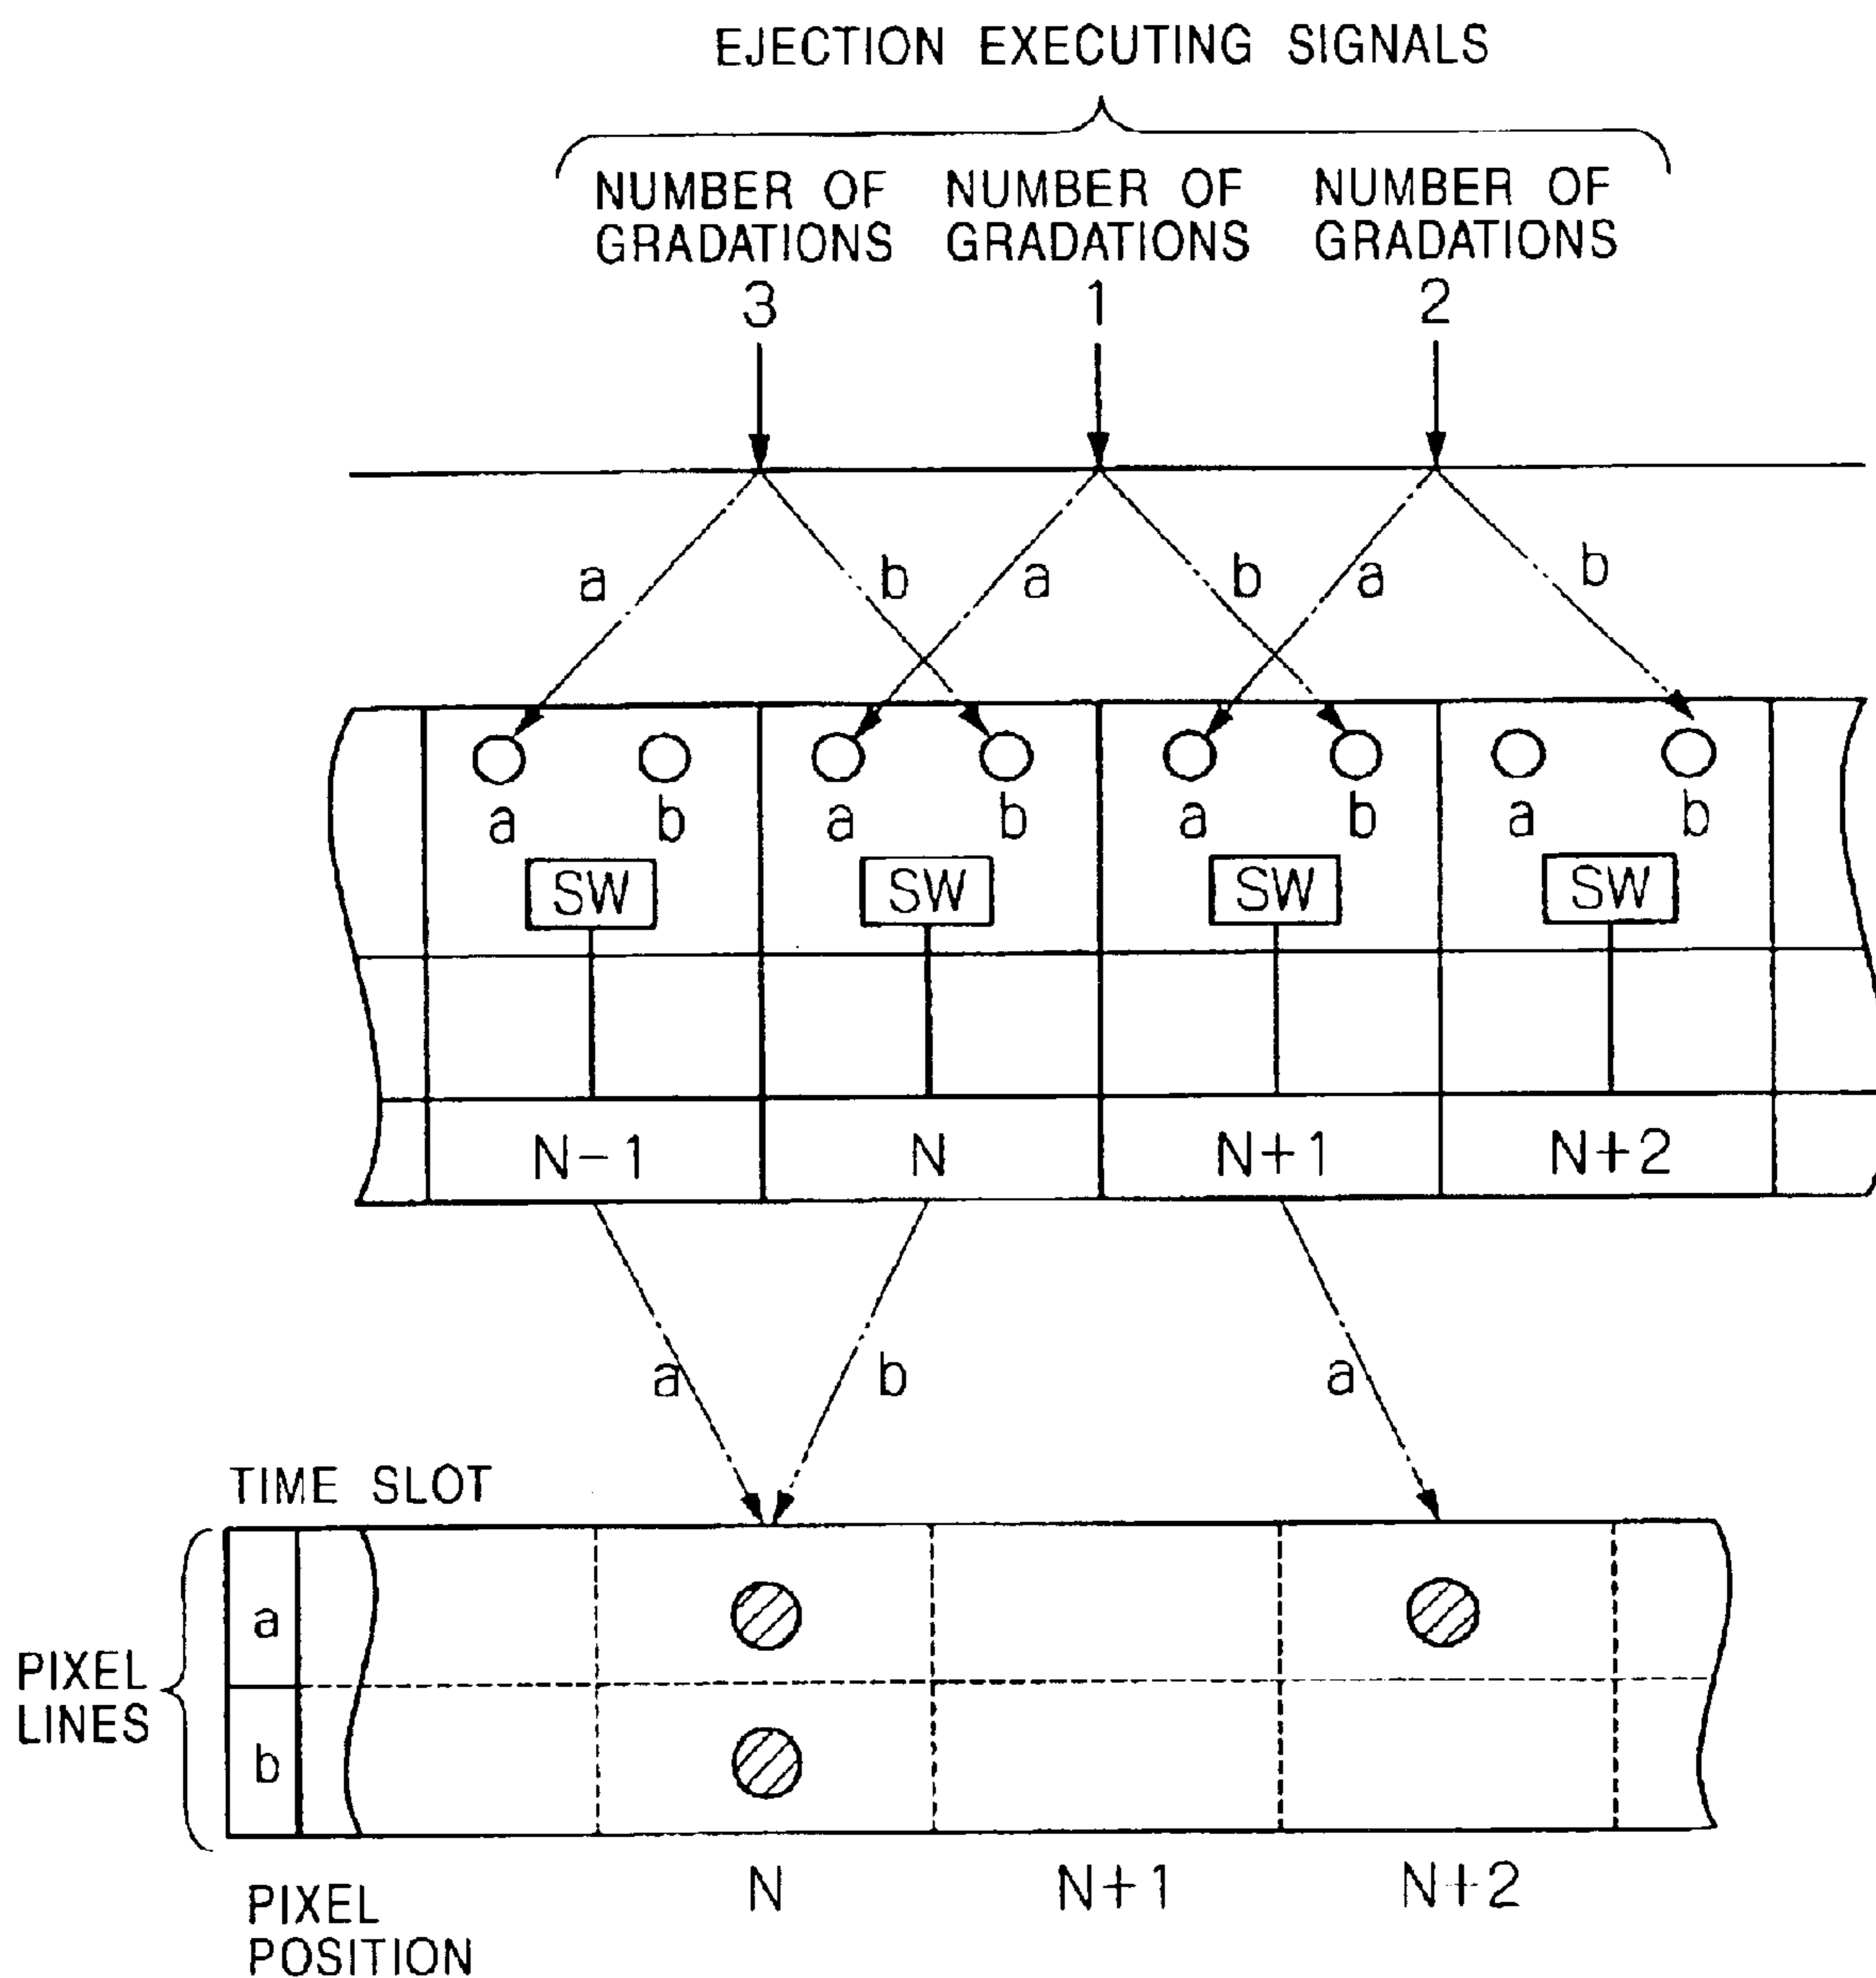 EJECTION EXECUTING SIGNALS
NUMBER OF NUMBER OF NUMBER OF
GRADATIONS GRADATIONS GRADATIONS
3 1 2
a b a b a b
a b a b a b a b
SW SW SW SW
N-1 N N+1 N+2
a b a
TIME SLOT
a
PIXEL
LINES
b
N N+1 N+2
PIXEL
POSITION